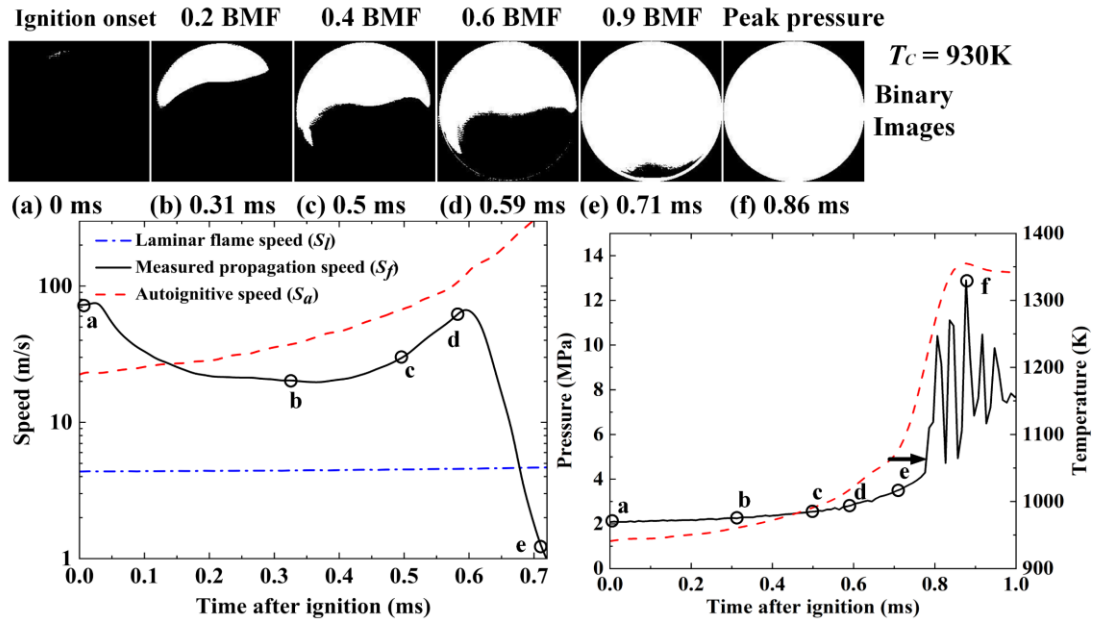 Ignition onset 0.2 BMF 0.4 BMF 0.6 BMF 0.9 BMF Peak pressure
T_C = 930K
Binary
Images
(a) 0 ms (b) 0.31 ms (c) 0.5 ms (d) 0.59 ms (e) 0.71 ms (f) 0.86 ms
Laminar flame speed (S_l)
Measured propagation speed (S_f)
Autoignitive speed (S_a)
Speed (m/s)
100
10
1
a
b
c
d
e
0.0 0.1 0.2 0.3 0.4 0.5 0.6 0.7
Time after ignition (ms)
Pressure (MPa)
14
12
10
8
6
4
2
0
a
b
c
d
e
f
1400
1300
1200
1100
1000
900
Temperature (K)
0.0 0.2 0.4 0.6 0.8 1.0
Time after ignition (ms)